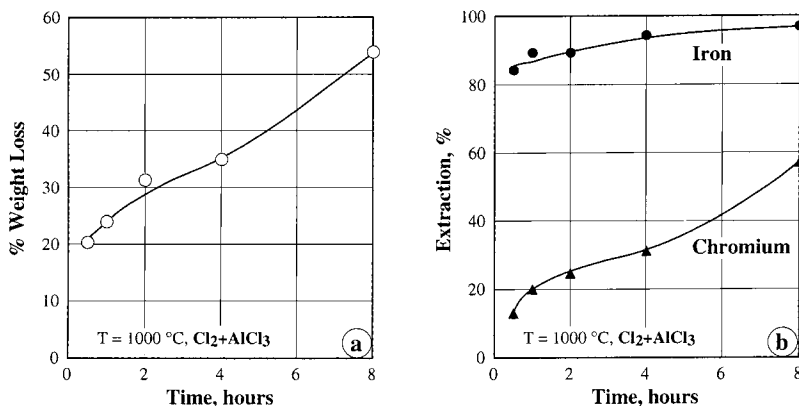 60
50
40
30
20
10
0
% Weight Loss
T = 1000 °C, Cl2+AlCl3
a
0 2 4 6 8
Time, hours
100
80
60
40
20
0
Extraction, %
Iron
Chromium
T = 1000 °C, Cl2+AlCl3
b
0 2 4 6 8
Time, hours